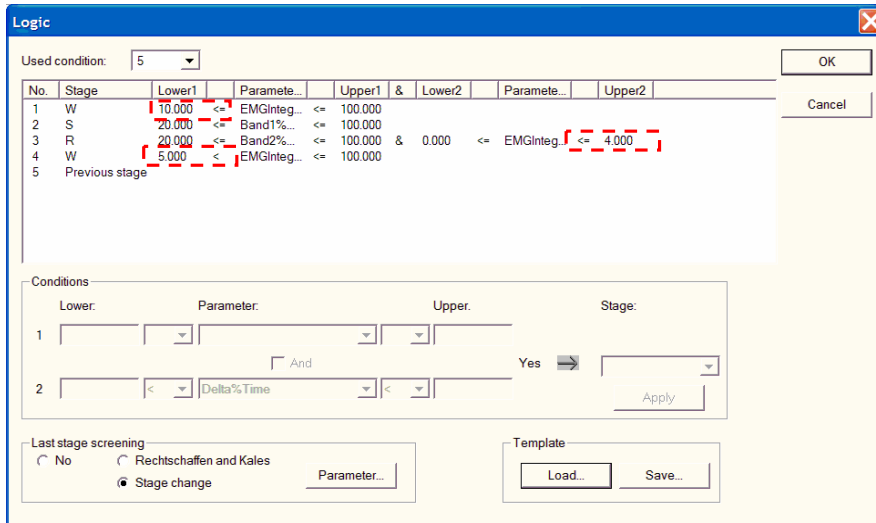 Logic
Used condition: 5 OK
No. Stage Lower1 Paramete... Upper1 & Lower2 Paramete... Upper2 Cancel
1 W 10.000 <= EMGInteg... <= 100.000
2 S 20.000 <= Band1%... <= 100.000
3 R 20.000 <= Band2%... <= 100.000 & 0.000 <= EMGInteg... <= 4.000
4 W 5.000 < EMGInteg... <= 100.000
5 Previous stage
Conditions
Lower: Parameter: Upper. Stage:
1
And Yes
2 < Delta%Time < Apply
Last stage screening Template
No Rechtschaffen and Kales
Stage change Parameter... Load... Save...